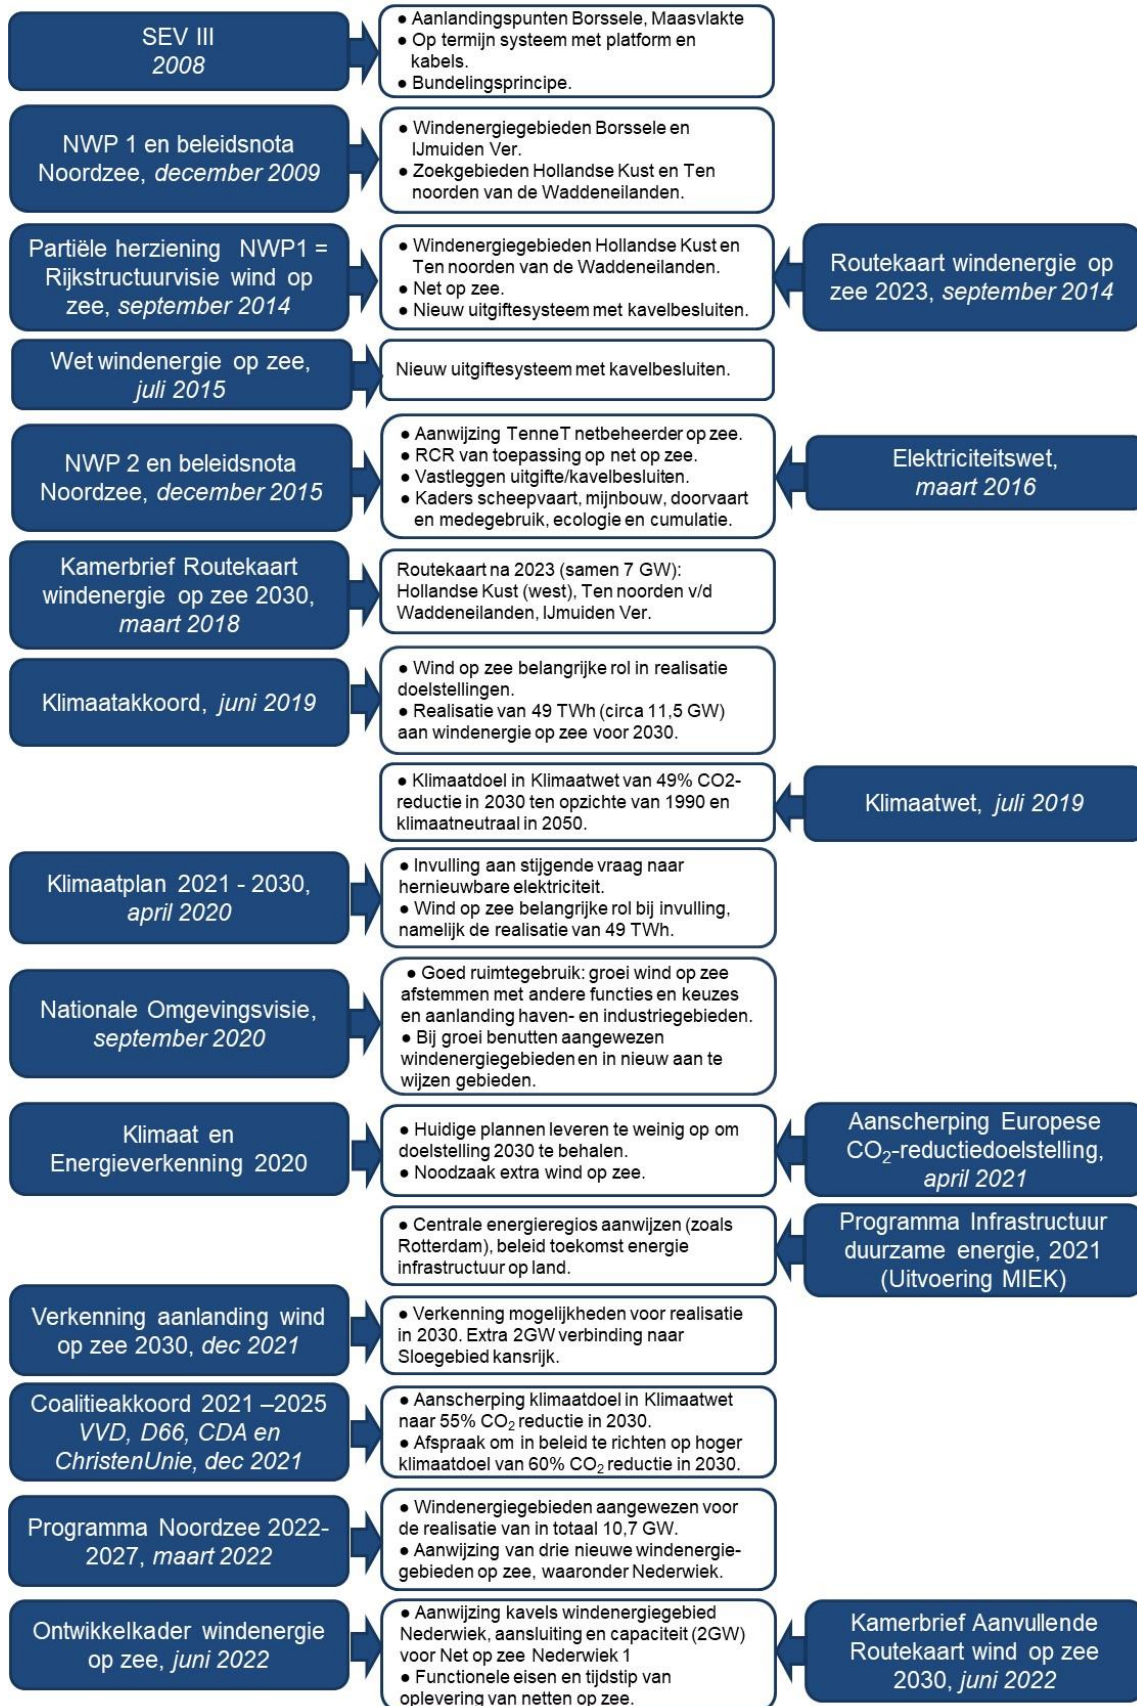 SEV III
2008
● Aanlandingspunten Borssele, Maasvlakte
● Op termijn systeem met platform en
kabels.
● Bundelingsprincipe.
NWP 1 en beleidsnota
Noordzee, december 2009
● Windenergiegebieden Borssele en
IJmuiden Ver.
● Zoekgebieden Hollandse Kust en Ten
noorden van de Waddeneilanden.
Partiële herziening NWP1 =
Rijkstructuurvisie wind op
zee, september 2014
● Windenergiegebieden Hollandse Kust en
Ten noorden van de Waddeneilanden.
● Net op zee.
● Nieuw uitgiftesysteem met kavelbesluiten.
Routekaart windenergie op
zee 2023, september 2014
Wet windenergie op zee,
juli 2015
Nieuw uitgiftesysteem met kavelbesluiten.
NWP 2 en beleidsnota
Noordzee, december 2015
● Aanwijzing TenneT netbeheerder op zee.
● RCR van toepassing op net op zee.
● Vastleggen uitgifte/kavelbesluiten.
● Kaders scheepvaart, mijnbouw, doorvaart
en medegebruik, ecologie en cumulatie.
Elektriciteitswet,
maart 2016
Kamerbrief Routekaart
windenergie op zee 2030,
maart 2018
Routekaart na 2023 (samen 7 GW):
Hollandse Kust (west), Ten noorden v/d
Waddeneilanden, IJmuiden Ver.
Klimaatakkoord, juni 2019
● Wind op zee belangrijke rol in realisatie
doelstellingen.
● Realisatie van 49 TWh (circa 11,5 GW)
aan windenergie op zee voor 2030.
● Klimaatdoel in Klimaatwet van 49% CO2-
reductie in 2030 ten opzichte van 1990 en
klimaatneutraal in 2050.
Klimaatwet, juli 2019
Klimaatplan 2021 - 2030,
april 2020
● Invulling aan stijgende vraag naar
hernieuwbare elektriciteit.
● Wind op zee belangrijke rol bij invulling,
namelijk de realisatie van 49 TWh.
Nationale Omgevingsvisie,
september 2020
● Goed ruimtegebruik: groei wind op zee
afstemmen met andere functies en keuzes
en aanlanding haven- en industriegebieden.
● Bij groei benutten aangewezen
windenergiegebieden en in nieuw aan te
wijzen gebieden.
Klimaat en
Energieverkenning 2020
● Huidige plannen leveren te weinig op om
doelstelling 2030 te behalen.
● Noodzaak extra wind op zee.
Aanscherping Europese
CO₂-reductiedoelstelling,
april 2021
● Centrale energieregios aanwijzen (zoals
Rotterdam), beleid toekomst energie
infrastructuur op land.
Programma Infrastructuur
duurzame energie, 2021
(Uitvoering MIEK)
Verkenning aanlanding wind
op zee 2030, dec 2021
● Verkenning mogelijkheden voor realisatie
in 2030. Extra 2GW verbinding naar
Sloegebied kansrijk.
Coalitieakkoord 2021 –2025
VVD, D66, CDA en
ChristenUnie, dec 2021
● Aanscherping klimaatdoel in Klimaatwet
naar 55% CO₂ reductie in 2030.
● Afspraak om in beleid te richten op hoger
klimaatdoel van 60% CO₂ reductie in 2030.
Programma Noordzee 2022-
2027, maart 2022
● Windenergiegebieden aangewezen voor
de realisatie van in totaal 10,7 GW.
● Aanwijzing van drie nieuwe windenergie-
gebieden op zee, waaronder Nederwiek.
Ontwikkelkader windenergie
op zee, juni 2022
● Aanwijzing kavels windenergiegebied
Nederwiek, aansluiting en capaciteit (2GW)
voor Net op zee Nederwiek 1
● Functionele eisen en tijdstip van
oplevering van netten op zee.
Kamerbrief Aanvullende
Routekaart wind op zee
2030, juni 2022